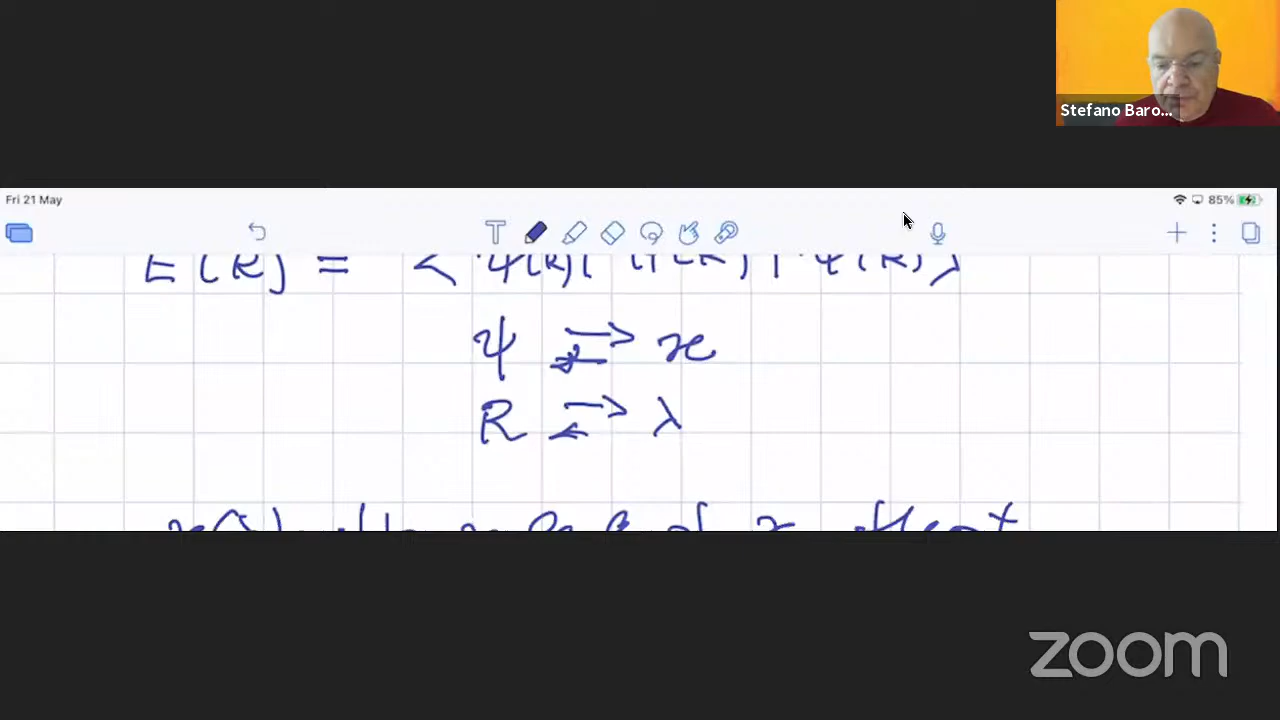 Stefano Baro...
Fri 21 May
85%
E(R) = < Ψ(R) | H(R) | Ψ(R) >
Ψ ⇄ x
R ⇄ λ
zoom